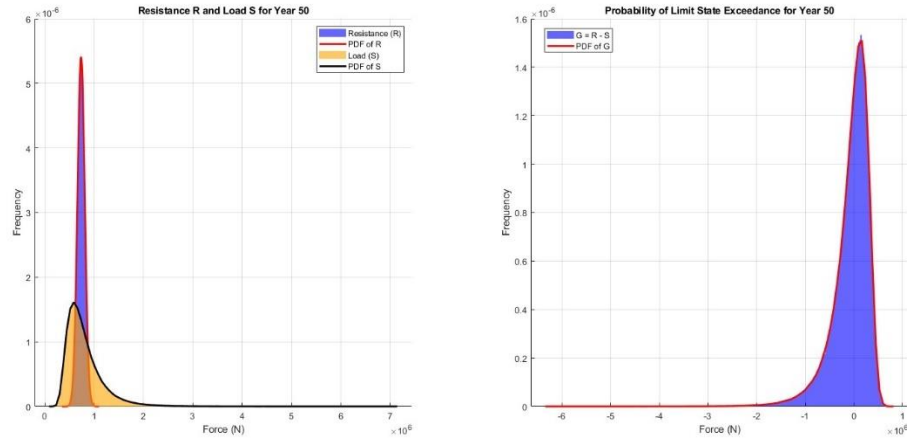 Resistance R and Load S for Year 50
×10⁻⁶
Resistance (R)
PDF of R
Load (S)
PDF of S
6
5
4
3
2
1
0
Frequency
0 1 2 3 4 5 6 7
×10⁶
Force (N)
Probability of Limit State Exceedance for Year 50
×10⁻⁶
G = R - S
PDF of G
1.6
1.4
1.2
1
0.8
0.6
0.4
0.2
0
Frequency
-6 -5 -4 -3 -2 -1 0 1
×10⁶
Force (N)